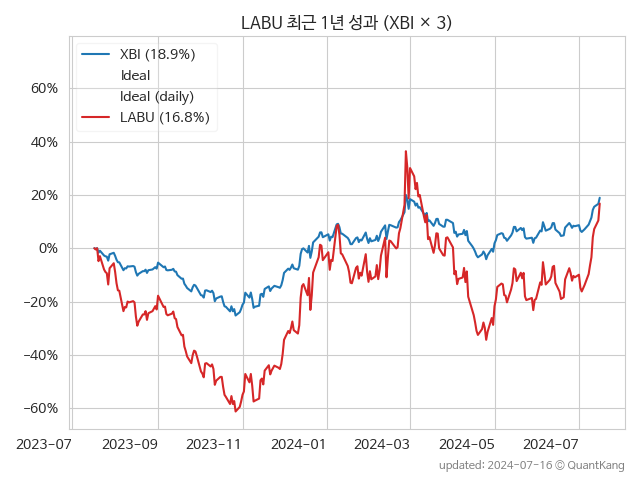 LABU 최근 1년 성과 (XBI × 3)
XBI (18.9%)
Ideal
Ideal (daily)
LABU (16.8%)
60%
40%
20%
0%
−20%
−40%
−60%
2023−07
2023−09
2023−11
2024−01
2024−03
2024−05
2024−07
updated: 2024-07-16 © QuantKang